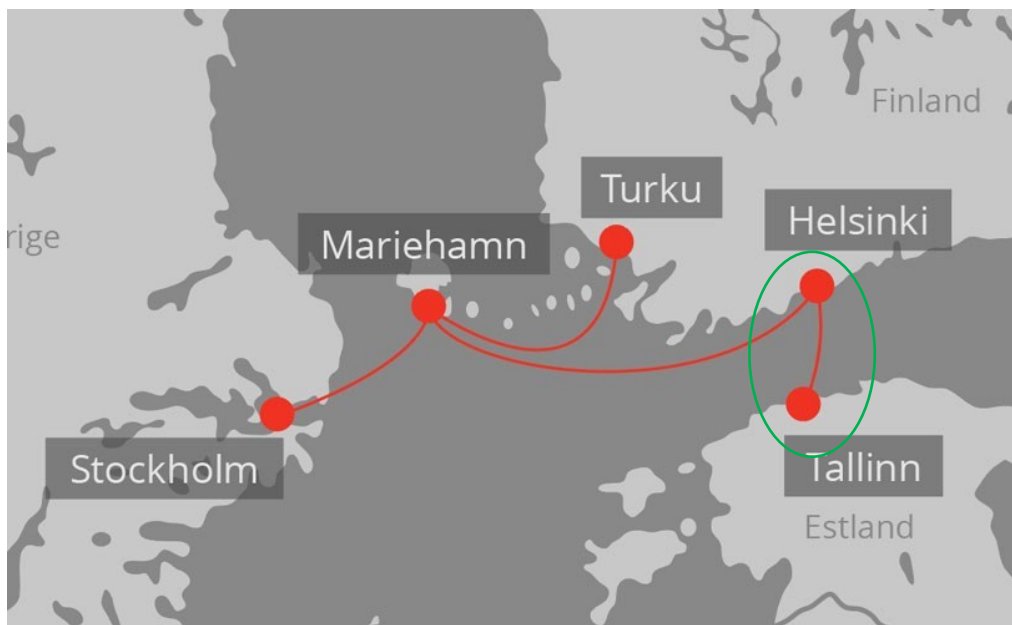 Finland
Turku
Helsinki
rige
Mariehamn
Stockholm
Tallinn
Estland